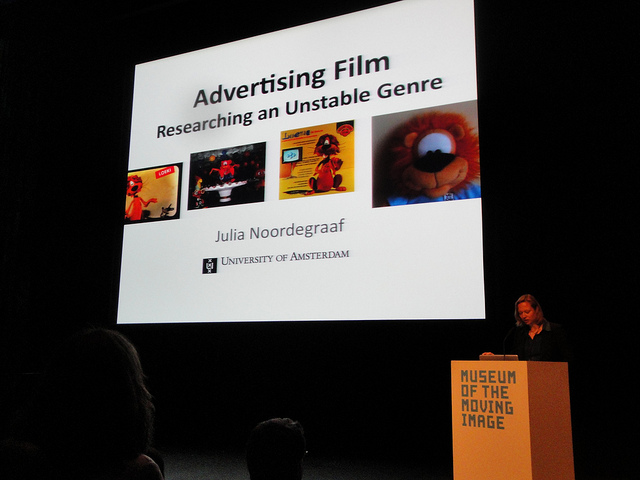 Advertising Film
Researching an Unstable Genre
Julia Noordegraaf
UNIVERSITY OF AMSTERDAM
MUSEUM
OF THE
MOVING
IMAGE